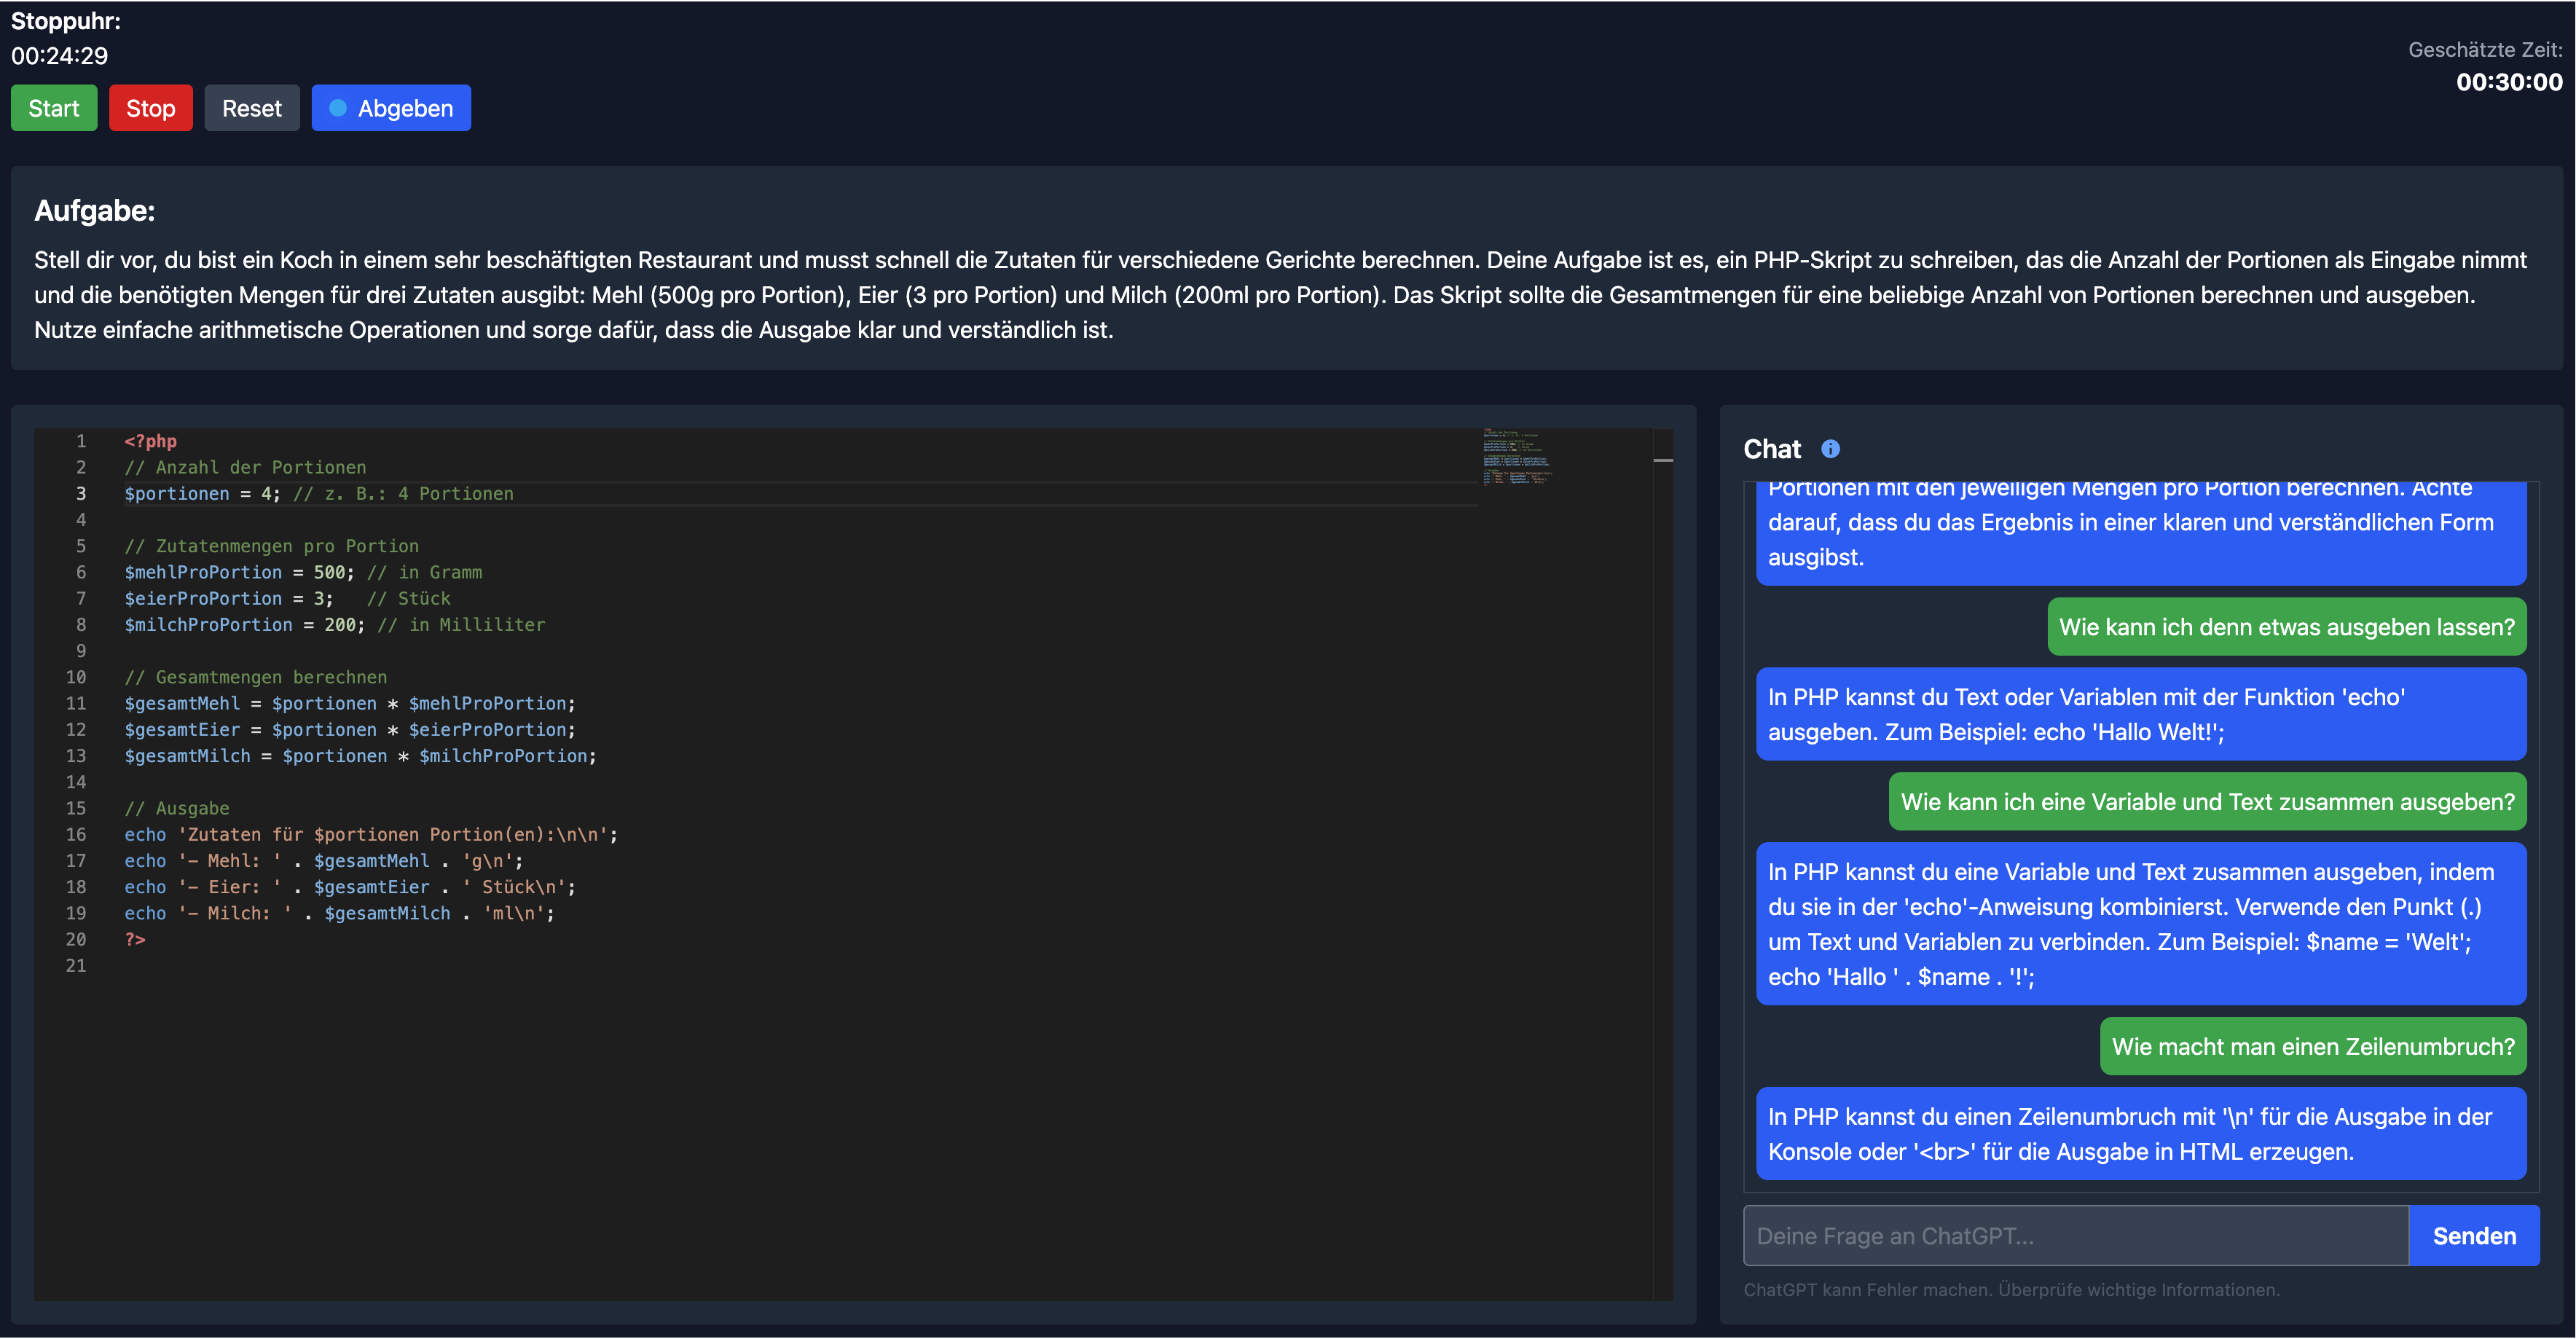 Stoppuhr:
00:24:29
Geschätzte Zeit:
00:30:00
Start
Stop
Reset
Abgeben
Aufgabe:
Stell dir vor, du bist ein Koch in einem sehr beschäftigten Restaurant und musst schnell die Zutaten für verschiedene Gerichte berechnen. Deine Aufgabe ist es, ein PHP-Skript zu schreiben, das die Anzahl der Portionen als Eingabe nimmt
und die benötigten Mengen für drei Zutaten ausgibt: Mehl (500g pro Portion), Eier (3 pro Portion) und Milch (200ml pro Portion). Das Skript sollte die Gesamtmengen für eine beliebige Anzahl von Portionen berechnen und ausgeben.
Nutze einfache arithmetische Operationen und sorge dafür, dass die Ausgabe klar und verständlich ist.
1 <?php
2 // Anzahl der Portionen
3 $portionen = 4; // z. B.: 4 Portionen
4
5 // Zutatenmengen pro Portion
6 $mehlProPortion = 500; // in Gramm
7 $eierProPortion = 3;   // Stück
8 $milchProPortion = 200; // in Milliliter
9
10 // Gesamtmengen berechnen
11 $gesamtMehl = $portionen * $mehlProPortion;
12 $gesamtEier = $portionen * $eierProPortion;
13 $gesamtMilch = $portionen * $milchProPortion;
14
15 // Ausgabe
16 echo 'Zutaten für $portionen Portion(en):\n\n';
17 echo '- Mehl: ' . $gesamtMehl . 'g\n';
18 echo '- Eier: ' . $gesamtEier . ' Stück\n';
19 echo '- Milch: ' . $gesamtMilch . 'ml\n';
20 ?>
21
Chat
Portionen mit den jeweiligen Mengen pro Portion berechnen. Achte
darauf, dass du das Ergebnis in einer klaren und verständlichen Form
ausgibst.
Wie kann ich denn etwas ausgeben lassen?
In PHP kannst du Text oder Variablen mit der Funktion 'echo'
ausgeben. Zum Beispiel: echo 'Hallo Welt!';
Wie kann ich eine Variable und Text zusammen ausgeben?
In PHP kannst du eine Variable und Text zusammen ausgeben, indem
du sie in der 'echo'-Anweisung kombinierst. Verwende den Punkt (.)
um Text und Variablen zu verbinden. Zum Beispiel: $name = 'Welt';
echo 'Hallo ' . $name . '!';
Wie macht man einen Zeilenumbruch?
In PHP kannst du einen Zeilenumbruch mit '\n' für die Ausgabe in der
Konsole oder '<br>' für die Ausgabe in HTML erzeugen.
Deine Frage an ChatGPT...
Senden
ChatGPT kann Fehler machen. Überprüfe wichtige Informationen.